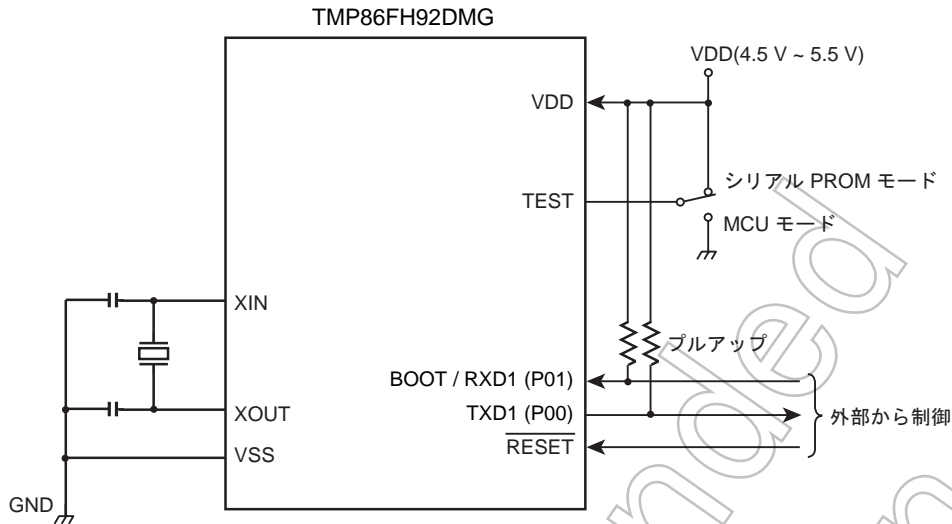 TMP86FH92DMG
VDD(4.5 V ~ 5.5 V)
VDD
シリアル PROM モード
TEST
MCU モード
XIN
プルアップ
BOOT / RXD1 (P01)
XOUT
TXD1 (P00)
外部から制御
RESET
VSS
GND